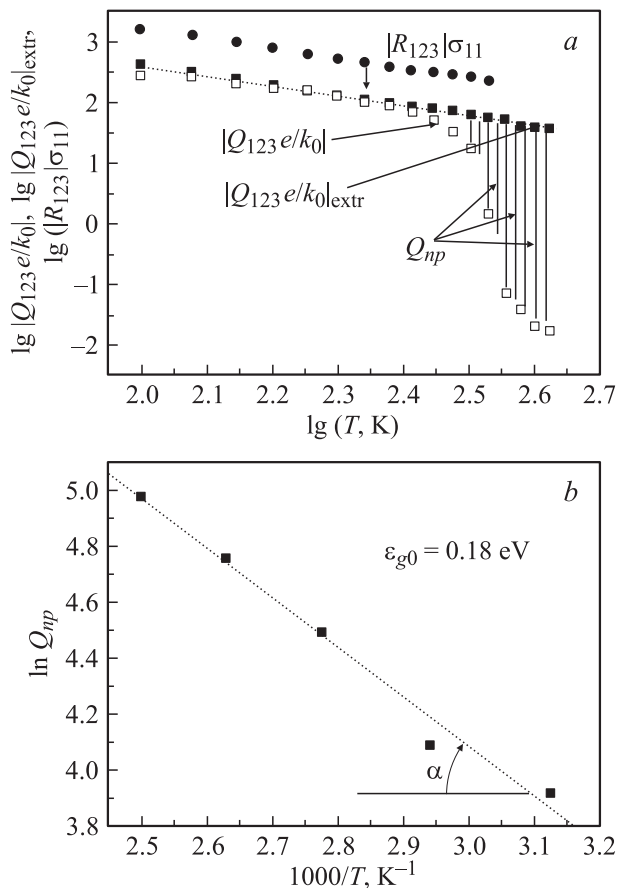 lg |Q₁₂₃e/k₀|, lg |Q₁₂₃e/k₀|extr,
lg (|R₁₂₃|σ₁₁)
3
2
1
0
−1
−2
a
|R₁₂₃|σ₁₁
|Q₁₂₃e/k₀|
|Q₁₂₃e/k₀|extr
Qnp
2.0 2.1 2.2 2.3 2.4 2.5 2.6 2.7
lg (T, K)
b
ln Qnp
5.0
4.8
4.6
4.4
4.2
4.0
3.8
εg0 = 0.18 eV
α
2.5 2.6 2.7 2.8 2.9 3.0 3.1 3.2
1000/T, K⁻¹